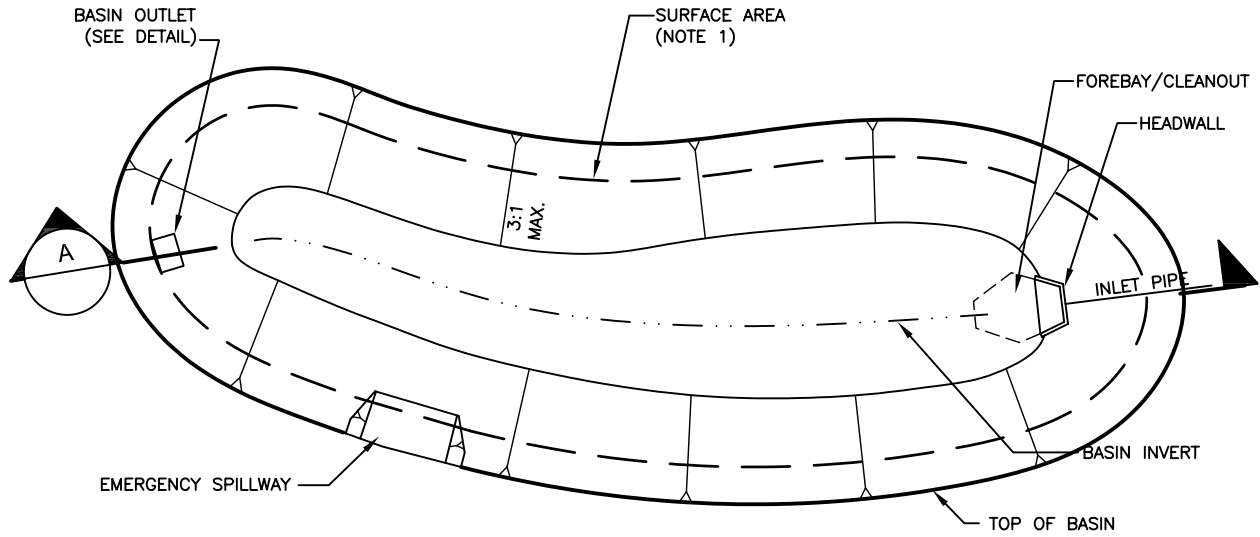 BASIN OUTLET
(SEE DETAIL)
SURFACE AREA
(NOTE 1)
FOREBAY/CLEANOUT
HEADWALL
3:1
MAX.
A
INLET PIPE
BASIN INVERT
EMERGENCY SPILLWAY
TOP OF BASIN